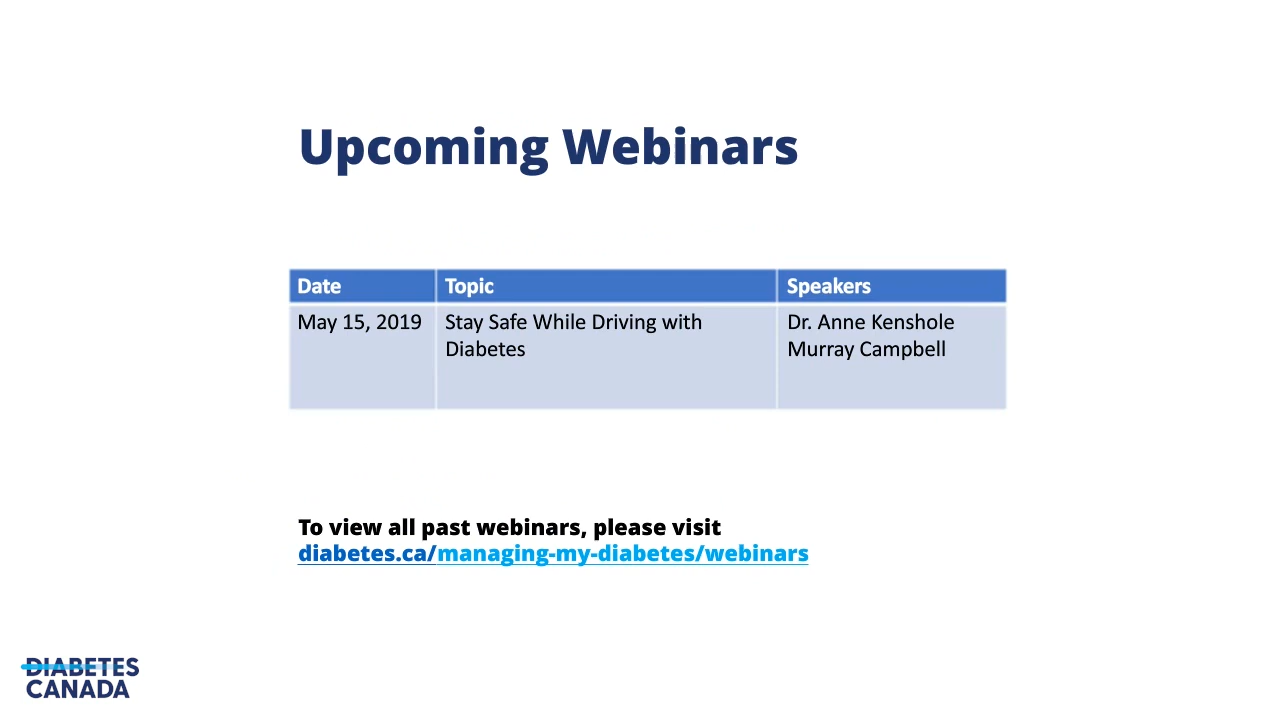 Upcoming Webinars
Date Topic Speakers
May 15, 2019 Stay Safe While Driving with Dr. Anne Kenshole
Diabetes Murray Campbell
To view all past webinars, please visit
diabetes.ca/managing-my-diabetes/webinars
DIABETES
CANADA